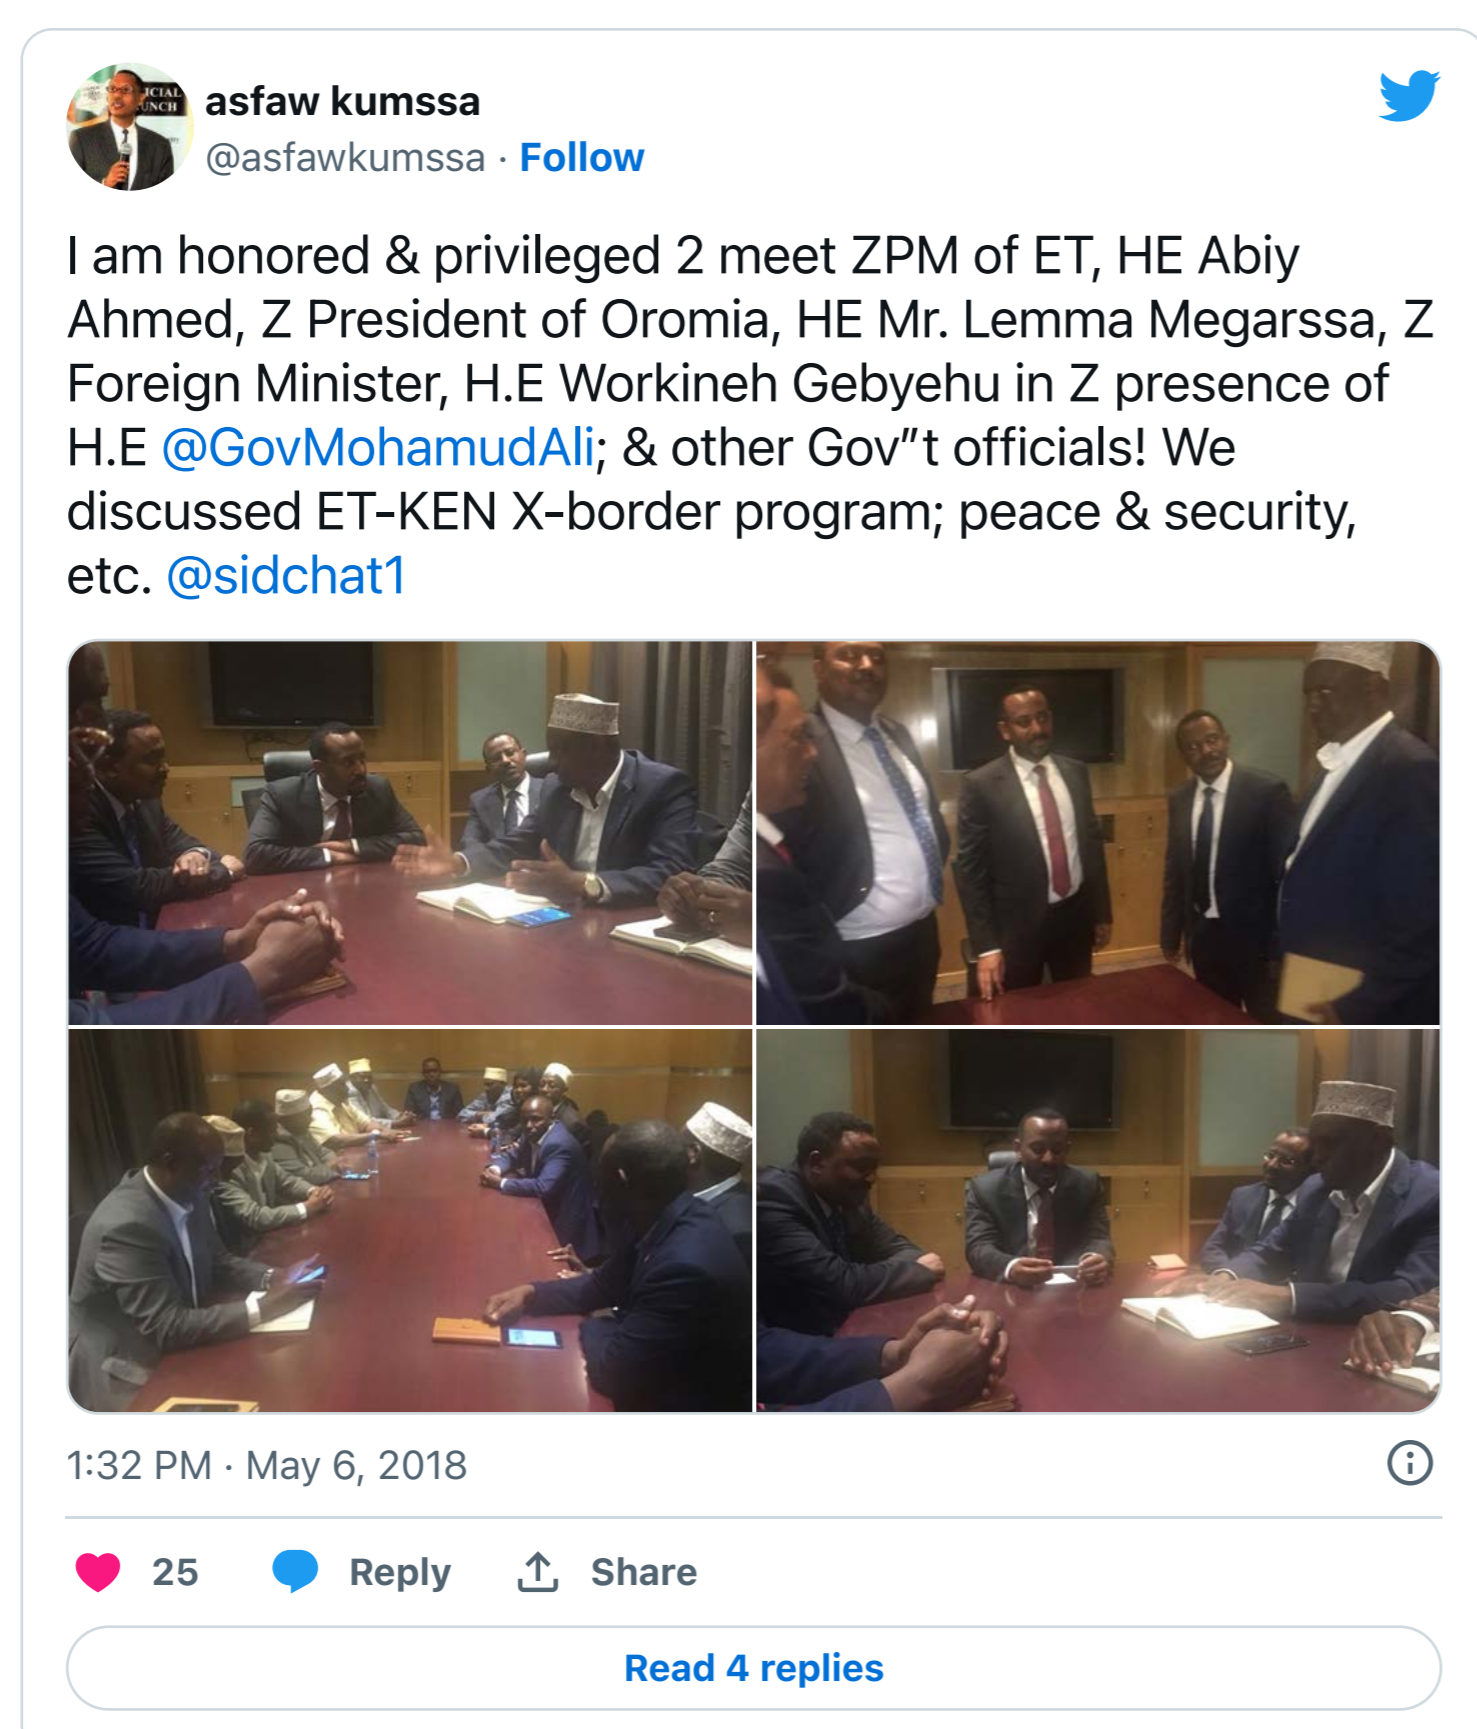 ICIAL
UNCH
asfaw kumssa
@asfawkumssa · Follow
I am honored & privileged 2 meet ZPM of ET, HE Abiy
Ahmed, Z President of Oromia, HE Mr. Lemma Megarssa, Z
Foreign Minister, H.E Workineh Gebyehu in Z presence of
H.E @GovMohamudAli; & other Gov”t officials! We
discussed ET-KEN X-border program; peace & security,
etc. @sidchat1
1:32 PM · May 6, 2018
25
Reply
Share
Read 4 replies